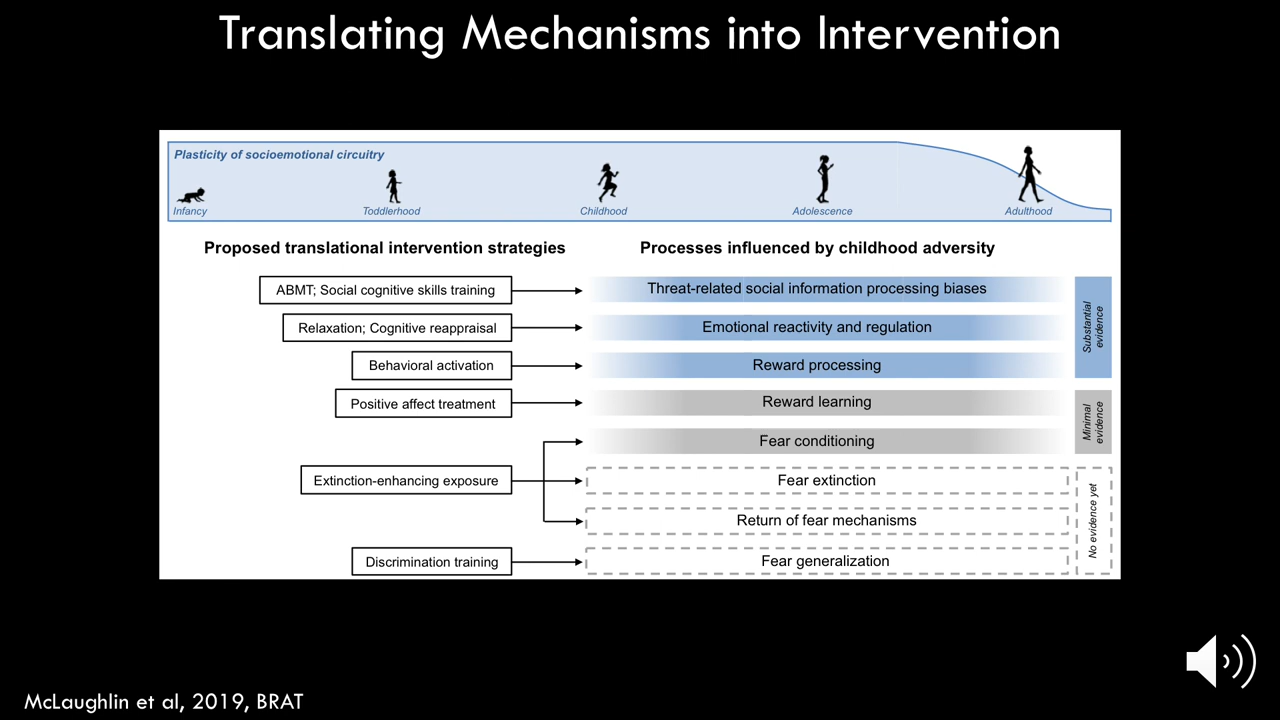 Translating Mechanisms into Intervention
Plasticity of socioemotional circuitry
Infancy
Toddlerhood
Childhood
Adolescence
Adulthood
Proposed translational intervention strategies
Processes influenced by childhood adversity
ABMT; Social cognitive skills training
Threat-related social information processing biases
Relaxation; Cognitive reappraisal
Emotional reactivity and regulation
Behavioral activation
Reward processing
Substantial
evidence
Positive affect treatment
Reward learning
Fear conditioning
Minimal
evidence
Extinction-enhancing exposure
Fear extinction
Return of fear mechanisms
Discrimination training
Fear generalization
No evidence yet
McLaughlin et al, 2019, BRAT